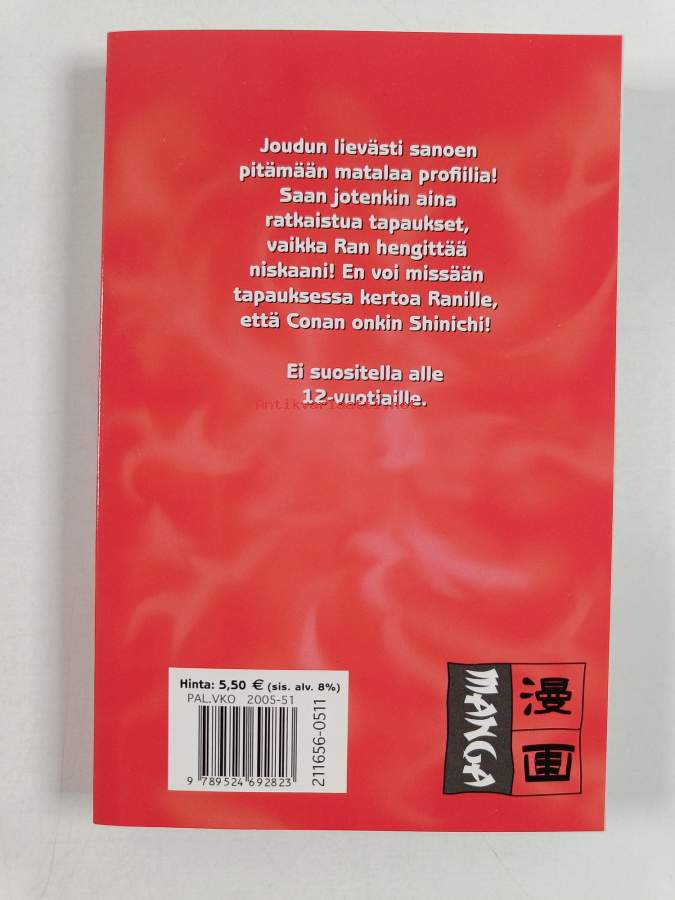 Joudun lievästi sanoen
pitämään matalaa profiilia!
Saan jotenkin aina
ratkaistua tapaukset,
vaikka Ran hengittää
niskaani! En voi missään
tapauksessa kertoa Ranille,
että Conan onkin Shinichi!
Ei suositella alle
12-vuotiaille.
Antikvariaatti.net
Hinta: 5,50 € (sis. alv. 8%)
PAL.VKO 2005-51
9 789524 692823
211656-0511
MANGA
漫
画